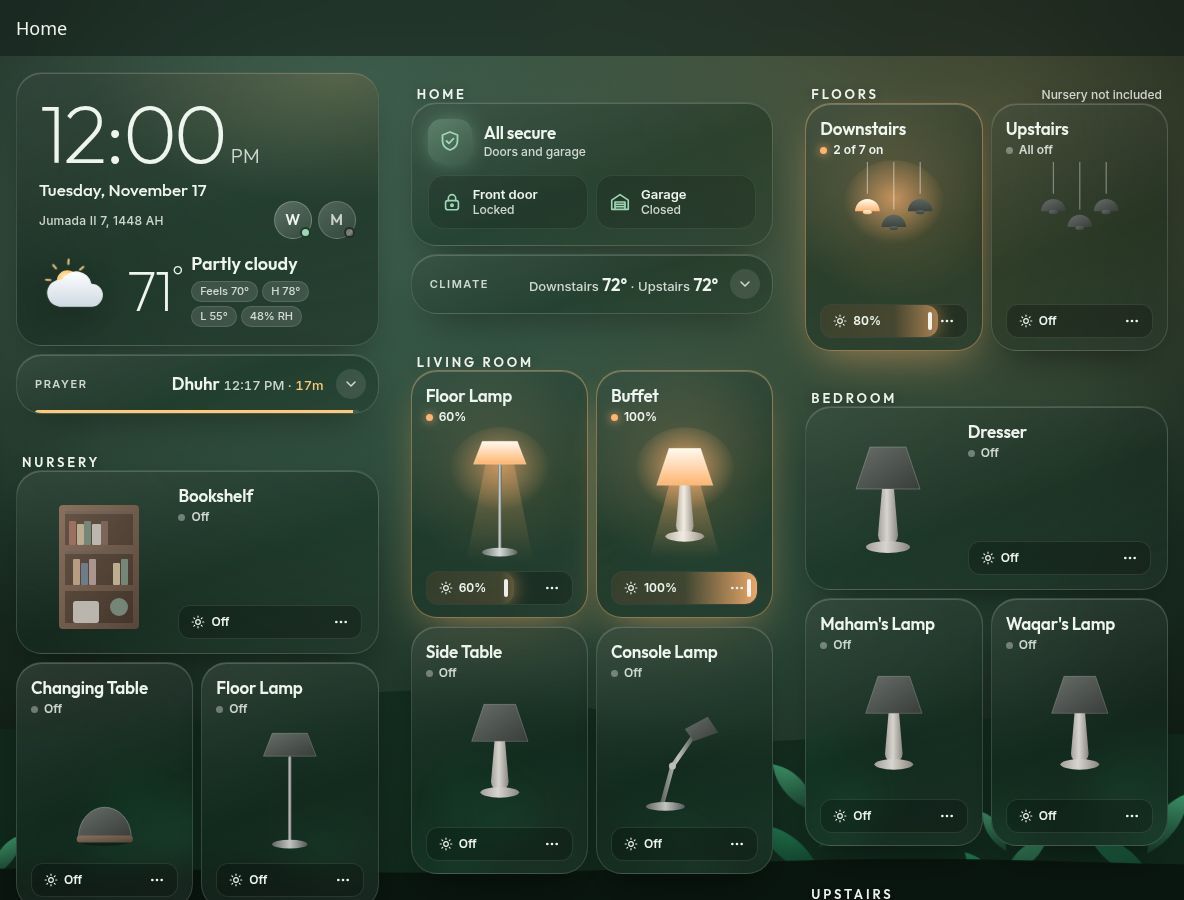 Home
12:00 PM
Tuesday, November 17
Jumada II 7, 1448 AH
W
M
71°
Partly cloudy
Feels 70°
H 78°
L 55°
48% RH
PRAYER
Dhuhr 12:17 PM · 17m
NURSERY
Bookshelf
Off
Off
Changing Table
Off
Off
Floor Lamp
Off
Off
HOME
All secure
Doors and garage
Front door
Locked
Garage
Closed
CLIMATE
Downstairs 72° · Upstairs 72°
LIVING ROOM
Floor Lamp
60%
60%
Buffet
100%
100%
Side Table
Off
Off
Console Lamp
Off
Off
FLOORS
Nursery not included
Downstairs
2 of 7 on
80%
Upstairs
All off
Off
BEDROOM
Dresser
Off
Off
Maham's Lamp
Off
Off
Waqar's Lamp
Off
Off
UPSTAIRS